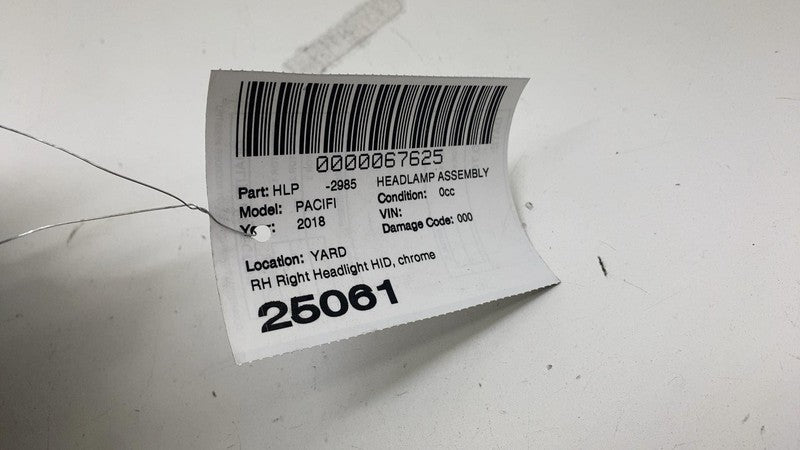 0000067625
Part: HLP -2985 HEADLAMP ASSEMBLY
Model: PACIFI Condition: 0cc
Year: 2018 VIN:
Damage Code: 000
Location: YARD
RH Right Headlight HID, chrome
25061